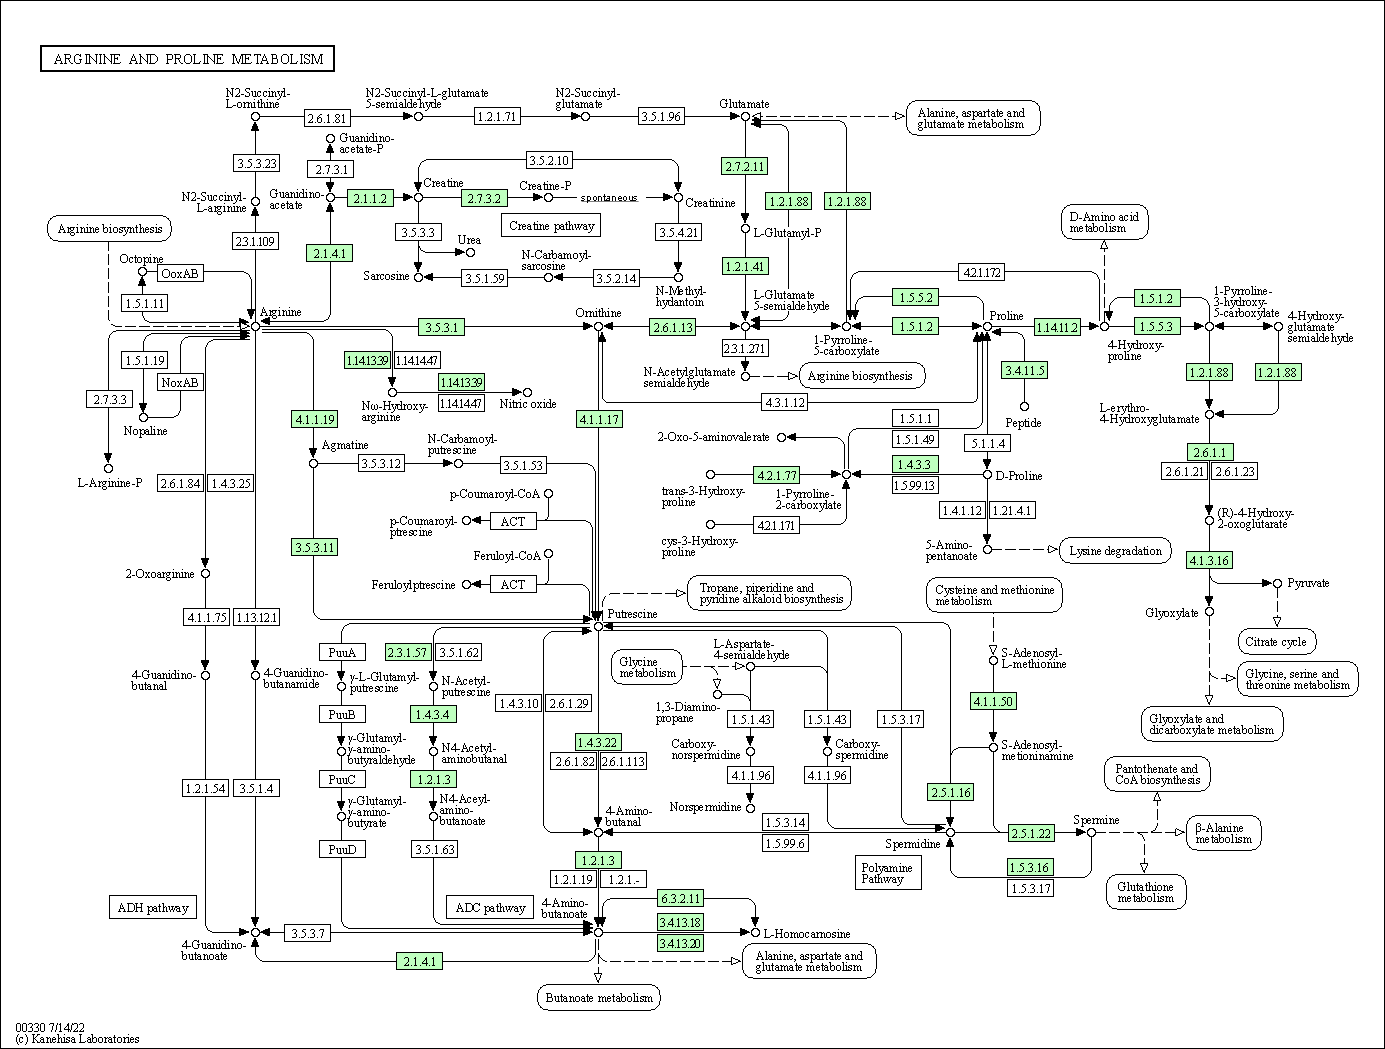 ARGININE AND PROLINE METABOLISM
N2-Succinyl-
L-ornithine
2.6.1.81
N2-Succinyl-L-glutamate
5-semialdehyde
1.2.1.71
N2-Succinyl-
glutamate
3.5.1.96
Glutamate
Alanine, aspartate and
glutamate metabolism
Guanidino-
acetate-P
3.5.3.23
2.7.3.1
3.5.2.10
2.7.2.11
N2-Succinyl-
L-arginine
Guanidino-
acetate
2.1.1.2
Creatine
2.7.3.2
Creatine-P
spontaneous
Creatinine
1.2.1.88
1.2.1.88
Arginine biosynthesis
2.3.1.109
2.1.4.1
3.5.3.3
Urea
Creatine pathway
3.5.4.21
L-Glutamyl-P
D-Amino acid
metabolism
Octopine
OoxAB
Sarcosine
3.5.1.59
N-Carbamoyl-
sarcosine
3.5.2.14
N-Methyl-
hydantoin
1.2.1.41
4.2.1.172
1.5.1.11
Arginine
L-Glutamate
5-semialdehyde
1.5.5.2
1.5.1.2
1-Pyrroline-
3-hydroxy-
5-carboxylate
3.5.3.1
Ornithine
2.6.1.13
1.5.1.2
Proline
1.14.11.2
1.5.5.3
4-Hydroxy-
glutamate
semialdehyde
1-Pyrroline-
5-carboxylate
4-Hydroxy-
proline
1.5.1.19
NoxAB
1.14.13.39
1.14.14.47
2.3.1.271
N-Acetylglutamate
semialdehyde
Arginine biosynthesis
3.4.11.5
1.2.1.88
1.2.1.88
2.7.3.3
Nω-Hydroxy-
arginine
1.14.13.39
1.14.14.47
Nitric oxide
4.3.1.12
Peptide
L-erythro-
4-Hydroxyglutamate
Nopaline
4.1.1.19
4.1.1.17
1.5.1.1
1.5.1.49
2-Oxo-5-aminovalerate
5.1.1.4
Agmatine
3.5.3.12
N-Carbamoyl-
putrescine
3.5.1.53
L-Arginine-P
2.6.1.84
1.4.3.25
trans-3-Hydroxy-
proline
4.2.1.77
1-Pyrroline-
2-carboxylate
1.4.3.3
1.5.99.13
D-Proline
2.6.1.1
2.6.1.21
2.6.1.23
p-Coumaroyl-CoA
p-Coumaroyl-
ptrescine
ACT
cys-3-Hydroxy-
proline
4.2.1.171
1.4.1.12
1.21.4.1
(R)-4-Hydroxy-
2-oxoglutarate
3.5.3.11
Feruloyl-CoA
Feruloylptrescine
ACT
5-Amino-
pentanoate
Lysine degradation
4.1.3.16
2-Oxoarginine
Pyruvate
Tropane, piperidine and
pyridine alkaloid biosynthesis
Cysteine and methionine
metabolism
Glyoxylate
4.1.1.75
1.13.12.1
Putrescine
Citrate cycle
PuuA
2.3.1.57
3.5.1.62
Glycine
metabolism
L-Aspartate-
4-semialdehyde
S-Adenosyl-
L-methionine
4-Guanidino-
butanal
4-Guanidino-
butanamide
γ-L-Glutamyl-
putrescine
N-Acetyl-
putrescine
Glycine, serine and
threonine metabolism
1.4.3.10
2.6.1.29
1,3-Diamino-
propane
1.5.1.43
1.5.1.43
1.5.3.17
4.1.1.50
Glyoxylate and
dicarboxylate metabolism
PuuB
1.4.3.4
γ-Glutamyl-
γ-amino-
butyraldehyde
N4-Acetyl-
aminobutanal
1.4.3.22
2.6.1.82
2.6.1.113
Carboxy-
norspermidine
Carboxy-
spermidine
S-Adenosyl-
metioninamine
PuuC
1.2.1.3
4.1.1.96
4.1.1.96
Pantothenate and
CoA biosynthesis
1.2.1.54
3.5.1.4
γ-Glutamyl-
γ-amino-
butyrate
N4-Aceyl-
amino-
butanoate
4-Amino-
butanal
Norspermidine
2.5.1.16
1.5.3.14
1.5.99.6
Spermidine
2.5.1.22
Spermine
β-Alanine
metabolism
PuuD
3.5.1.63
1.2.1.3
1.2.1.19
1.2.1.-
Polyamine
Pathway
1.5.3.16
1.5.3.17
Glutathione
metabolism
ADH pathway
ADC pathway
4-Amino-
butanoate
6.3.2.11
3.4.13.18
3.4.13.20
L-Homocarnosine
4-Guanidino-
butanoate
3.5.3.7
2.1.4.1
Alanine, aspartate and
glutamate metabolism
Butanoate metabolism
00330 7/14/22
(c) Kanehisa Laboratories